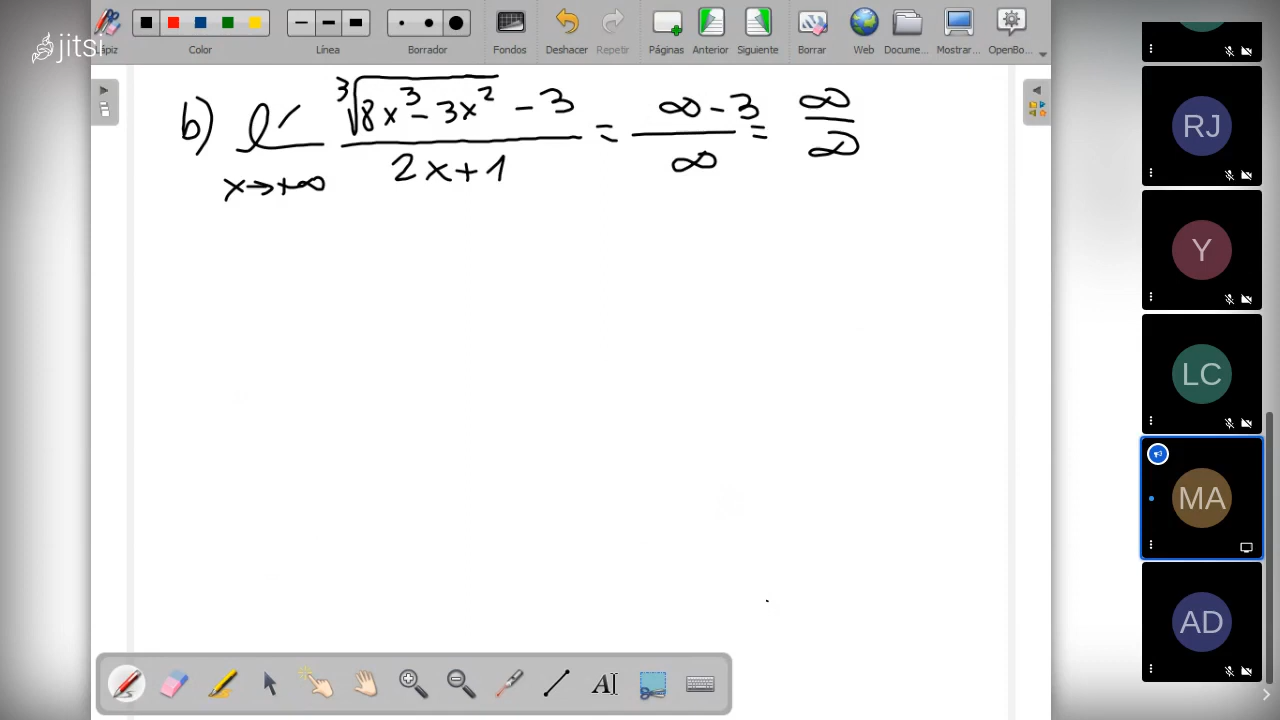 jitsi
Lápiz Color Línea Borrador Fondos Deshacer Repetir Páginas Anterior Siguiente Borrar Web Docume... Mostrar... OpenBo...
b) lím x→+∞ (∛(8x³ − 3x²) − 3)/(2x + 1) = (∞ − 3)/∞ = ∞/∞
AI
RJ
Y
LC
MA
AD